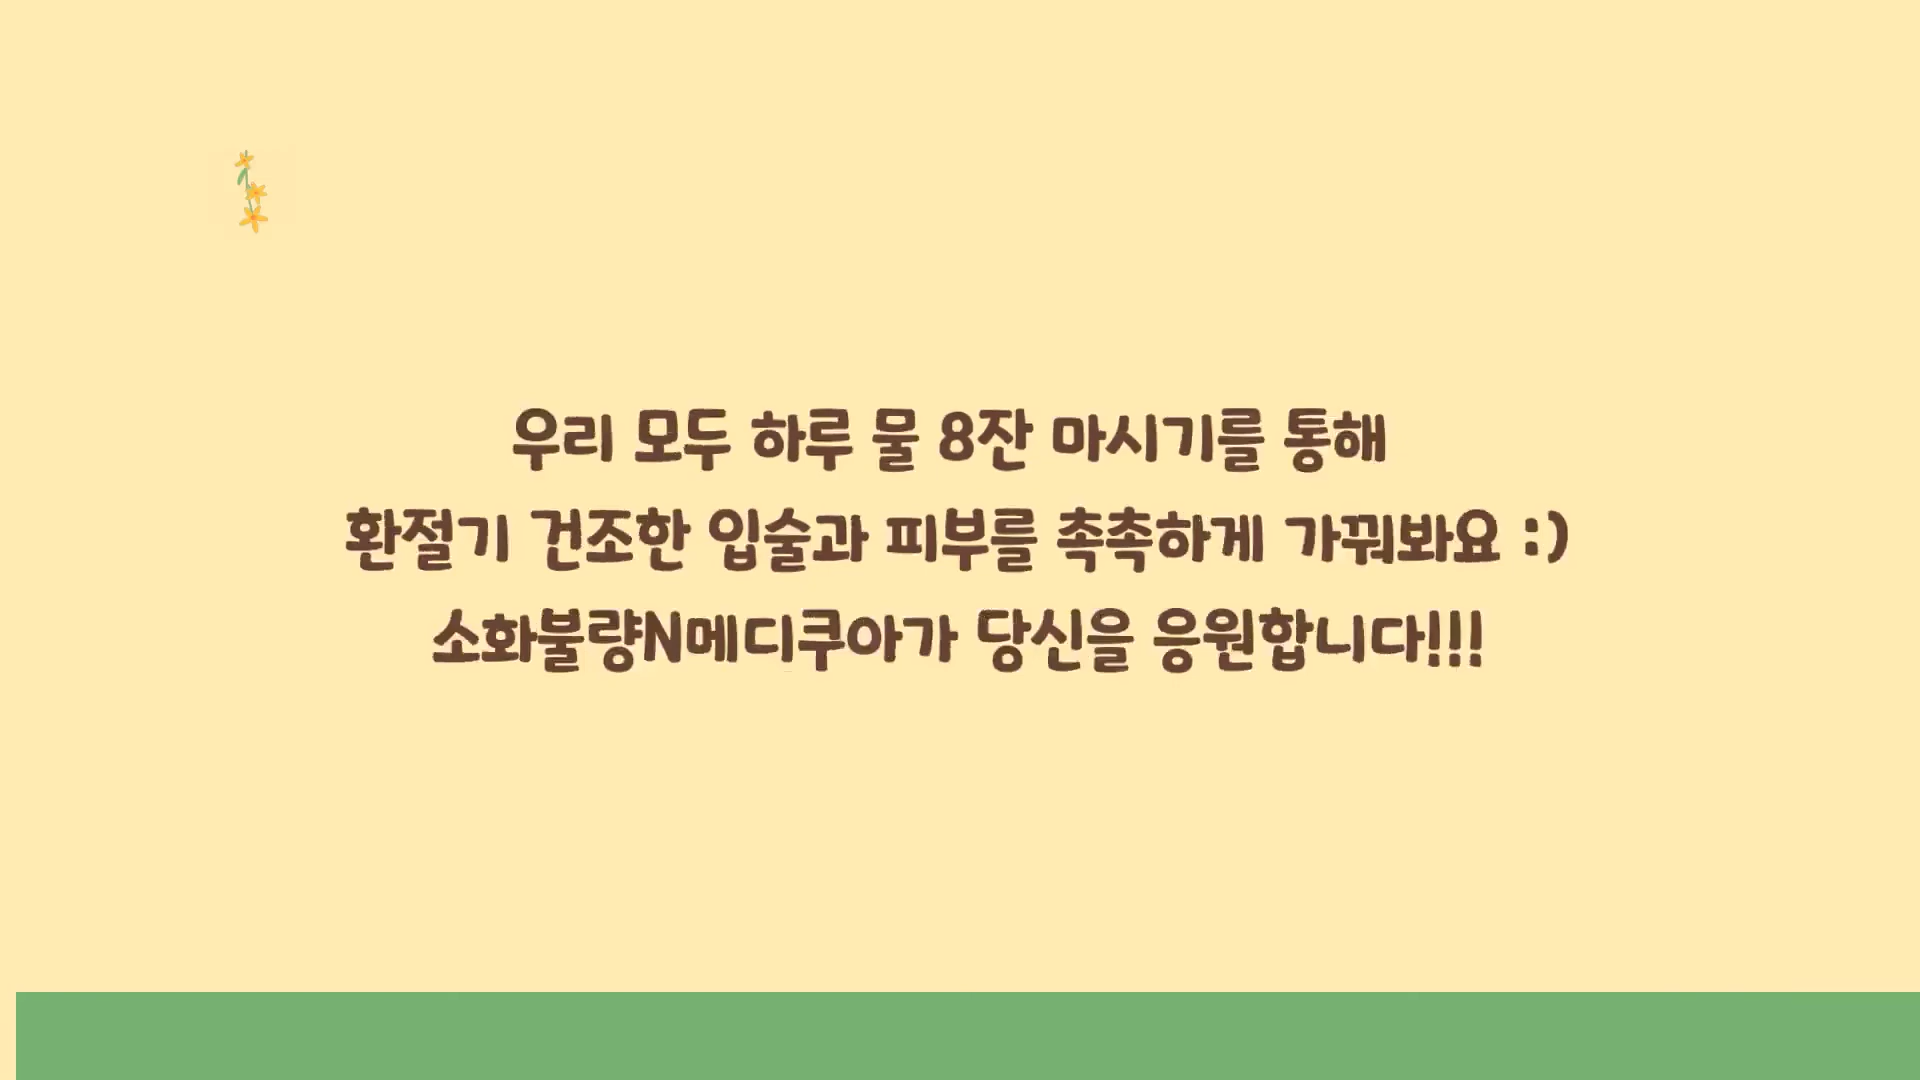 우리 모두 하루 물 8잔 마시기를 통해
환절기 건조한 입술과 피부를 촉촉하게 가꿔봐요 :)
소화불량N메디쿠아가 당신을 응원합니다!!!